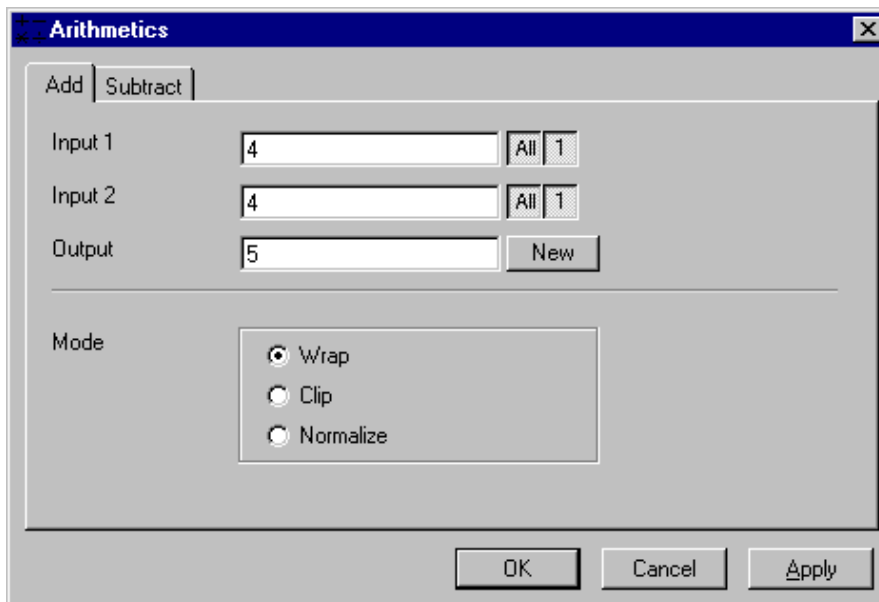 Arithmetics
Add Subtract
Input 1 4 All 1
Input 2 4 All 1
Output 5 New
Mode
Wrap
Clip
Normalize
OK Cancel Apply